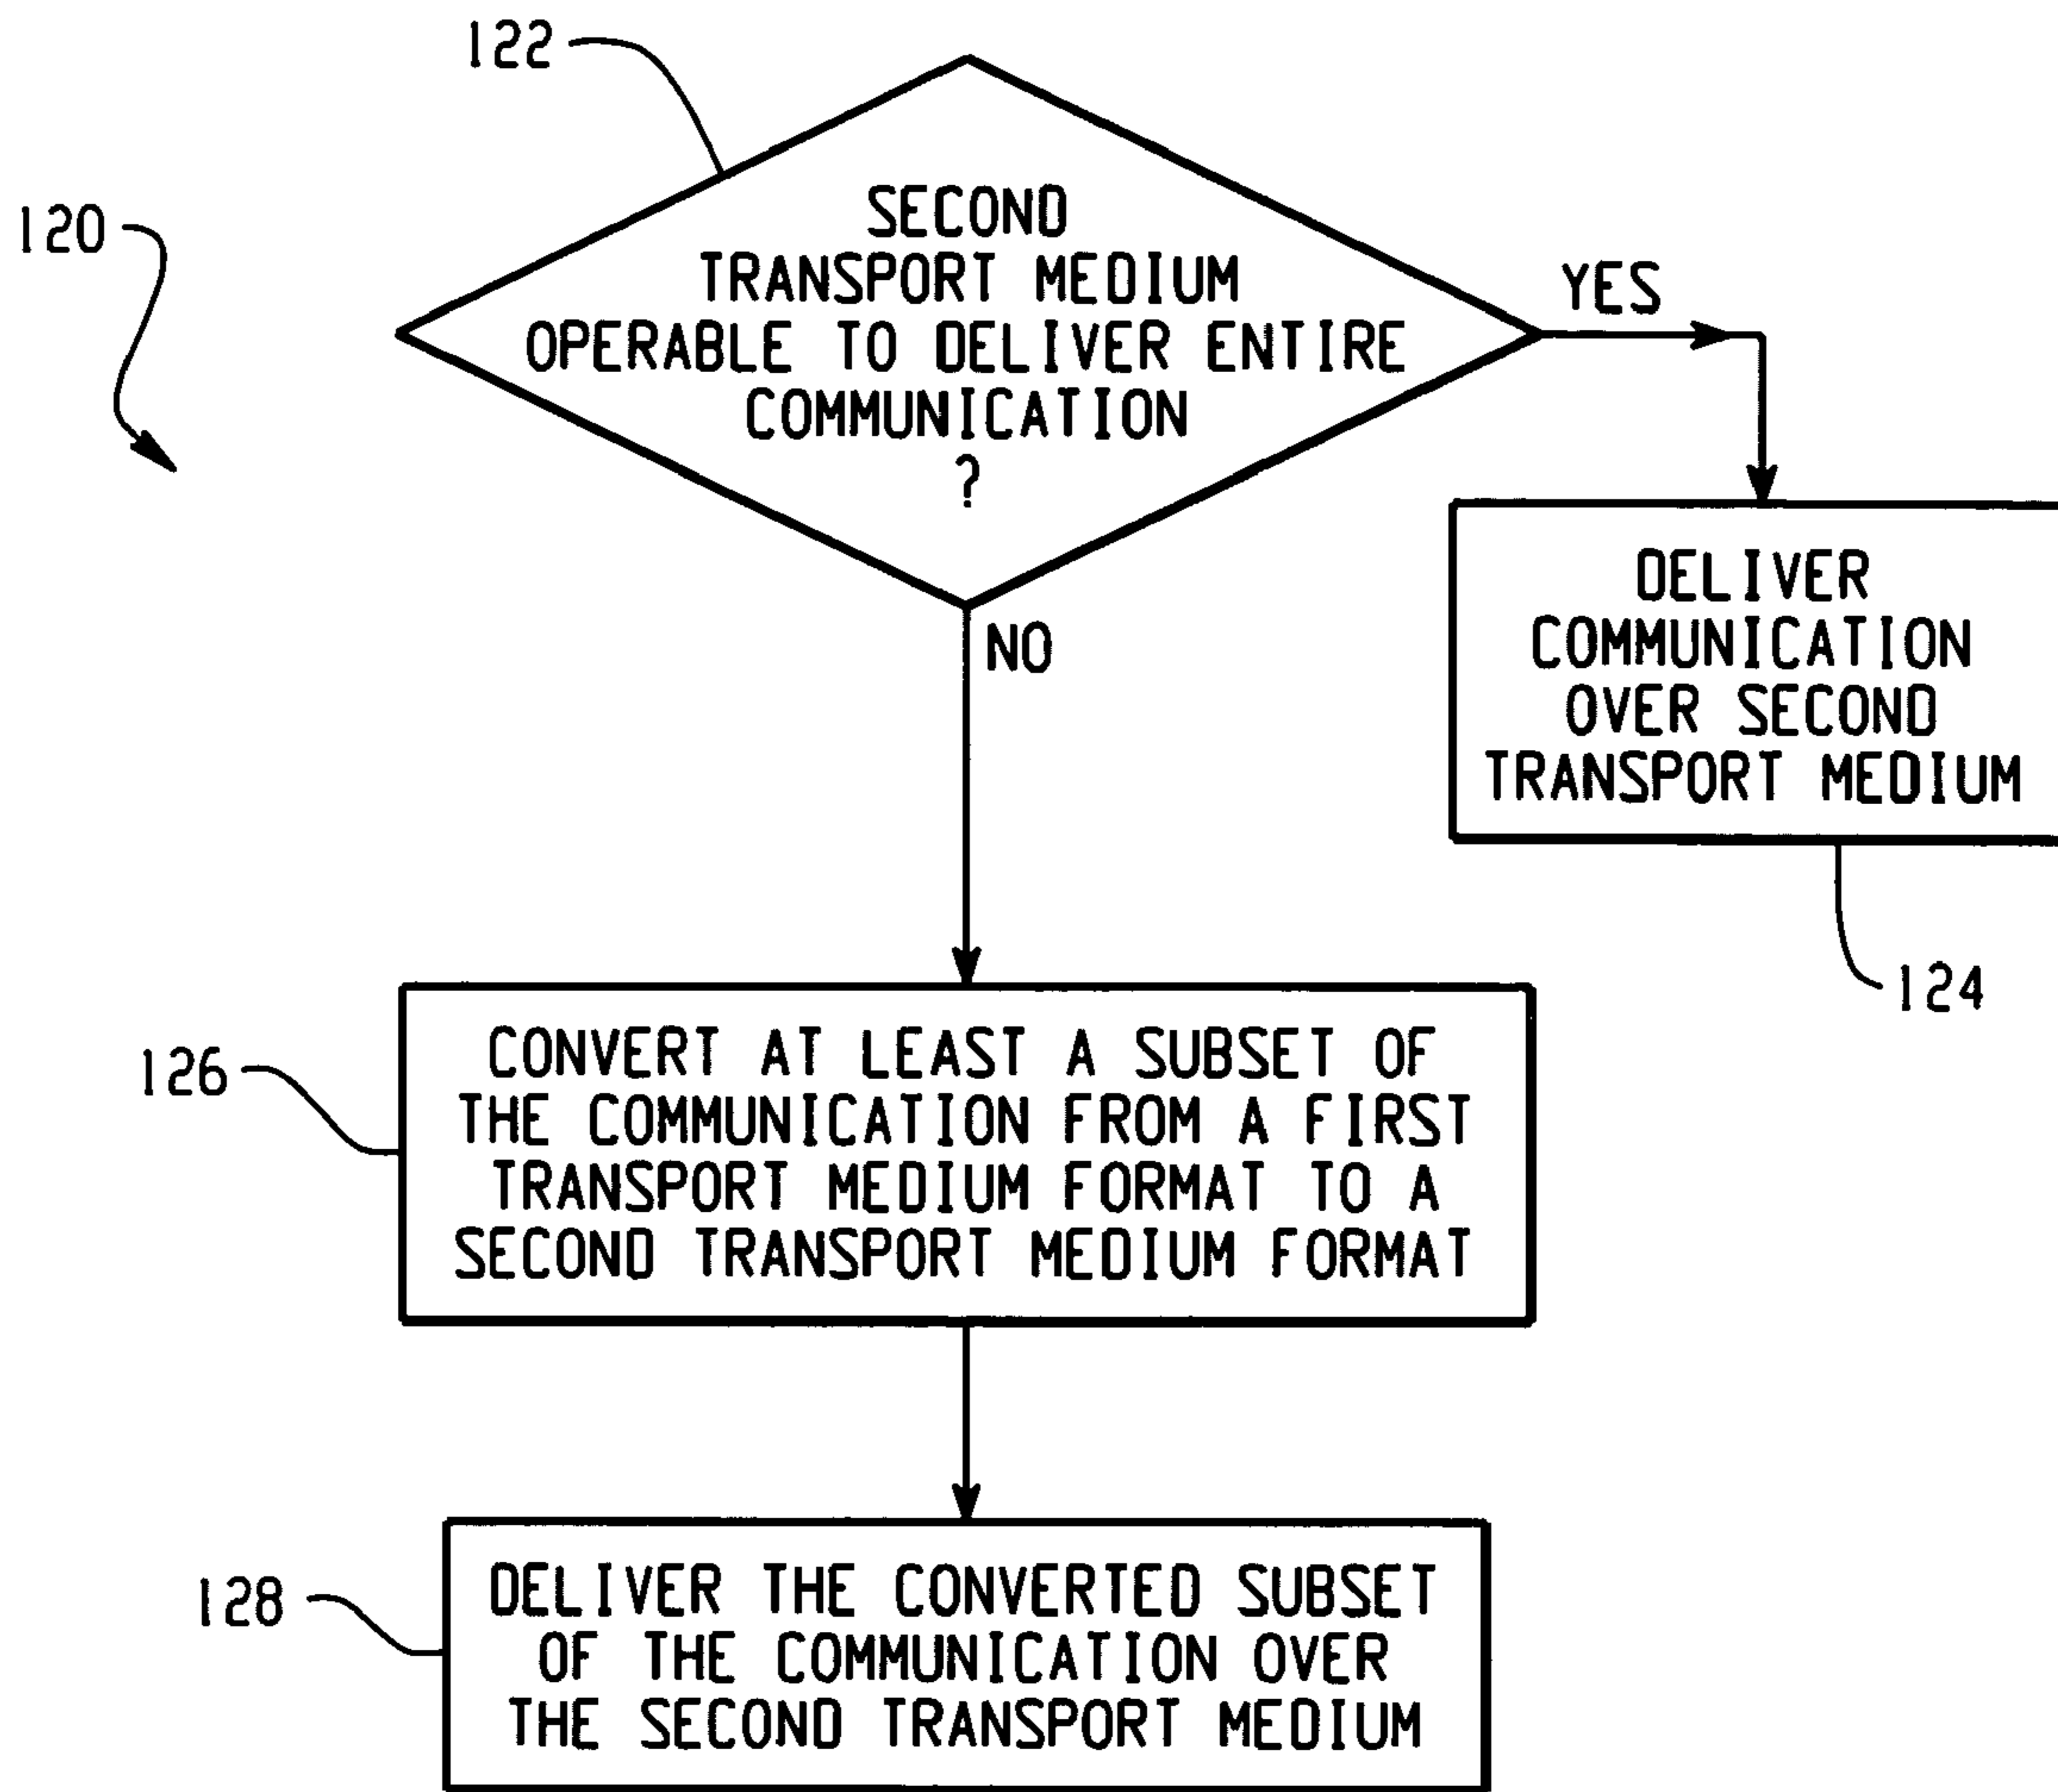 122
120
SECOND
TRANSPORT MEDIUM
OPERABLE TO DELIVER ENTIRE
COMMUNICATION
?
YES
NO
DELIVER
COMMUNICATION
OVER SECOND
TRANSPORT MEDIUM
124
126
CONVERT AT LEAST A SUBSET OF
THE COMMUNICATION FROM A FIRST
TRANSPORT MEDIUM FORMAT TO A
SECOND TRANSPORT MEDIUM FORMAT
128
DELIVER THE CONVERTED SUBSET
OF THE COMMUNICATION OVER
THE SECOND TRANSPORT MEDIUM